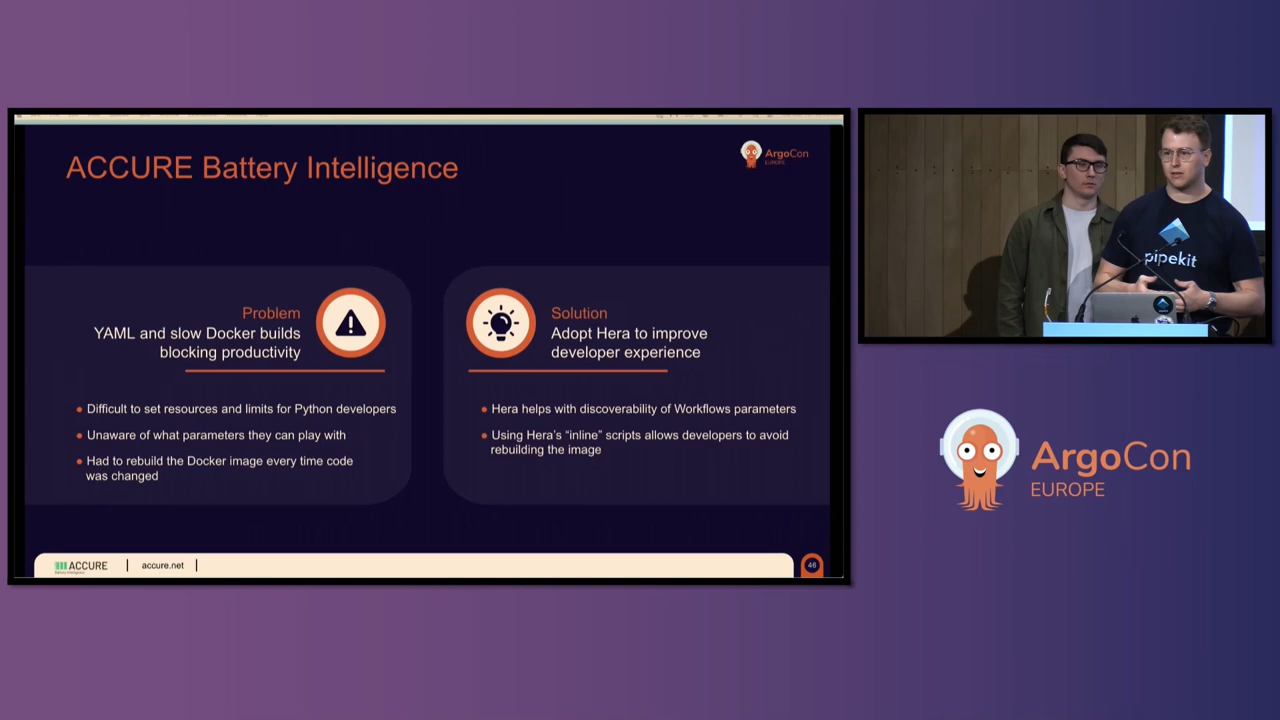 ACCURE Battery Intelligence
ArgoCon
EUROPE
Problem
YAML and slow Docker builds
blocking productivity
• Difficult to set resources and limits for Python developers
• Unaware of what parameters they can play with
• Had to rebuild the Docker image every time code
was changed
Solution
Adopt Hera to improve
developer experience
• Hera helps with discoverability of Workflows parameters
• Using Hera’s “inline” scripts allows developers to avoid
rebuilding the image
ACCURE
Battery Intelligence
| accure.net |
46
pipekit
ArgoCon
EUROPE